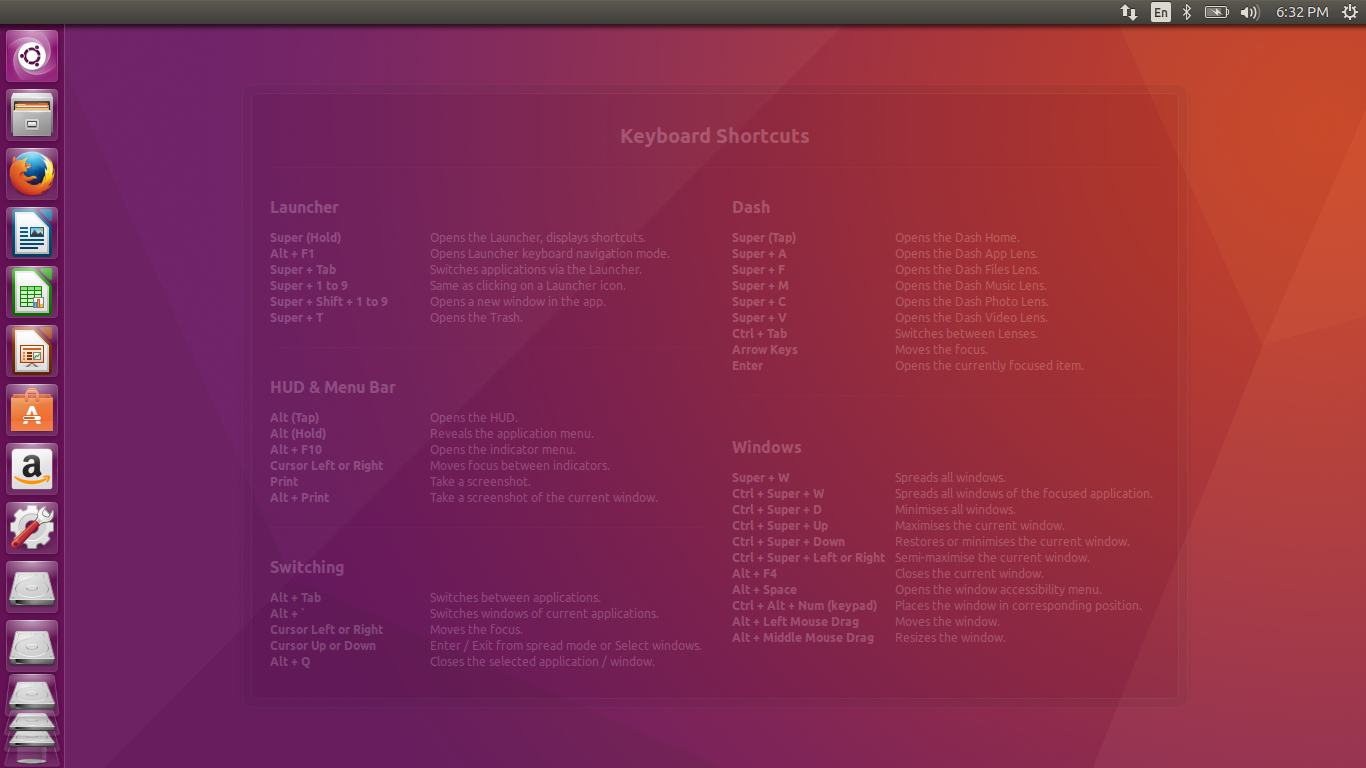 En
6:32 PM
Keyboard Shortcuts
Launcher
Super (Hold) Opens the Launcher, displays shortcuts.
Alt + F1 Opens Launcher keyboard navigation mode.
Super + Tab Switches applications via the Launcher.
Super + 1 to 9 Same as clicking on a Launcher icon.
Super + Shift + 1 to 9 Opens a new window in the app.
Super + T Opens the Trash.
HUD & Menu Bar
Alt (Tap) Opens the HUD.
Alt (Hold) Reveals the application menu.
Alt + F10 Opens the indicator menu.
Cursor Left or Right Moves focus between indicators.
Print Take a screenshot.
Alt + Print Take a screenshot of the current window.
Switching
Alt + Tab Switches between applications.
Alt + ` Switches windows of current applications.
Cursor Left or Right Moves the focus.
Cursor Up or Down Enter / Exit from spread mode or Select windows.
Alt + Q Closes the selected application / window.
Dash
Super (Tap) Opens the Dash Home.
Super + A Opens the Dash App Lens.
Super + F Opens the Dash Files Lens.
Super + M Opens the Dash Music Lens.
Super + C Opens the Dash Photo Lens.
Super + V Opens the Dash Video Lens.
Ctrl + Tab Switches between Lenses.
Arrow Keys Moves the focus.
Enter Opens the currently focused item.
Windows
Super + W Spreads all windows.
Ctrl + Super + W Spreads all windows of the focused application.
Ctrl + Super + D Minimises all windows.
Ctrl + Super + Up Maximises the current window.
Ctrl + Super + Down Restores or minimises the current window.
Ctrl + Super + Left or Right Semi-maximise the current window.
Alt + F4 Closes the current window.
Alt + Space Opens the window accessibility menu.
Ctrl + Alt + Num (keypad) Places the window in corresponding position.
Alt + Left Mouse Drag Moves the window.
Alt + Middle Mouse Drag Resizes the window.